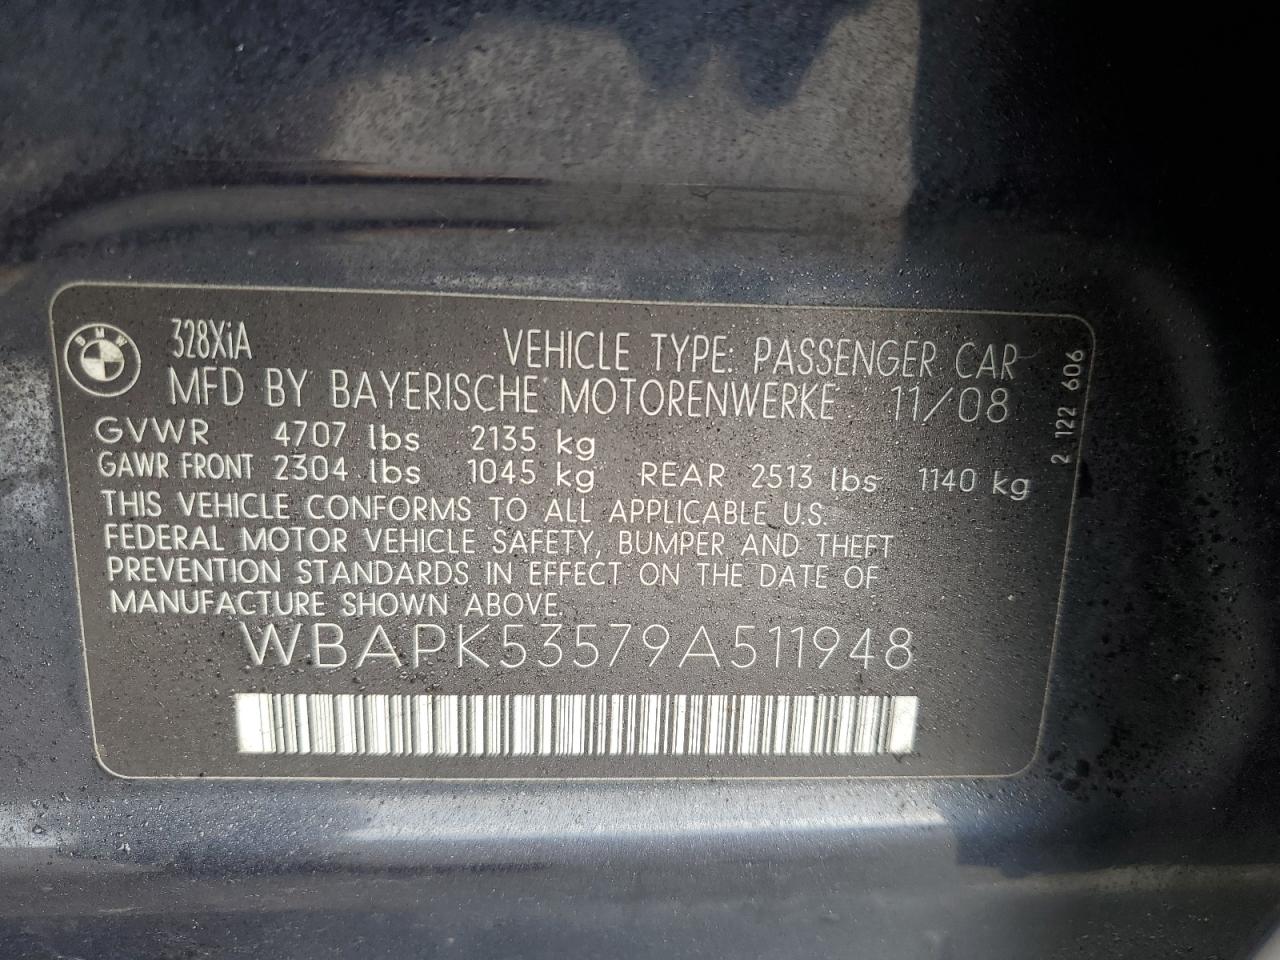 BMW
328XiA
VEHICLE TYPE: PASSENGER CAR
MFD BY BAYERISCHE MOTORENWERKE 11/08
GVWR 4707 lbs 2135 kg
GAWR FRONT 2304 lbs 1045 kg REAR 2513 lbs 1140 kg
THIS VEHICLE CONFORMS TO ALL APPLICABLE U.S.
FEDERAL MOTOR VEHICLE SAFETY, BUMPER AND THEFT
PREVENTION STANDARDS IN EFFECT ON THE DATE OF
MANUFACTURE SHOWN ABOVE.
WBAPK53579A511948
2 122 606